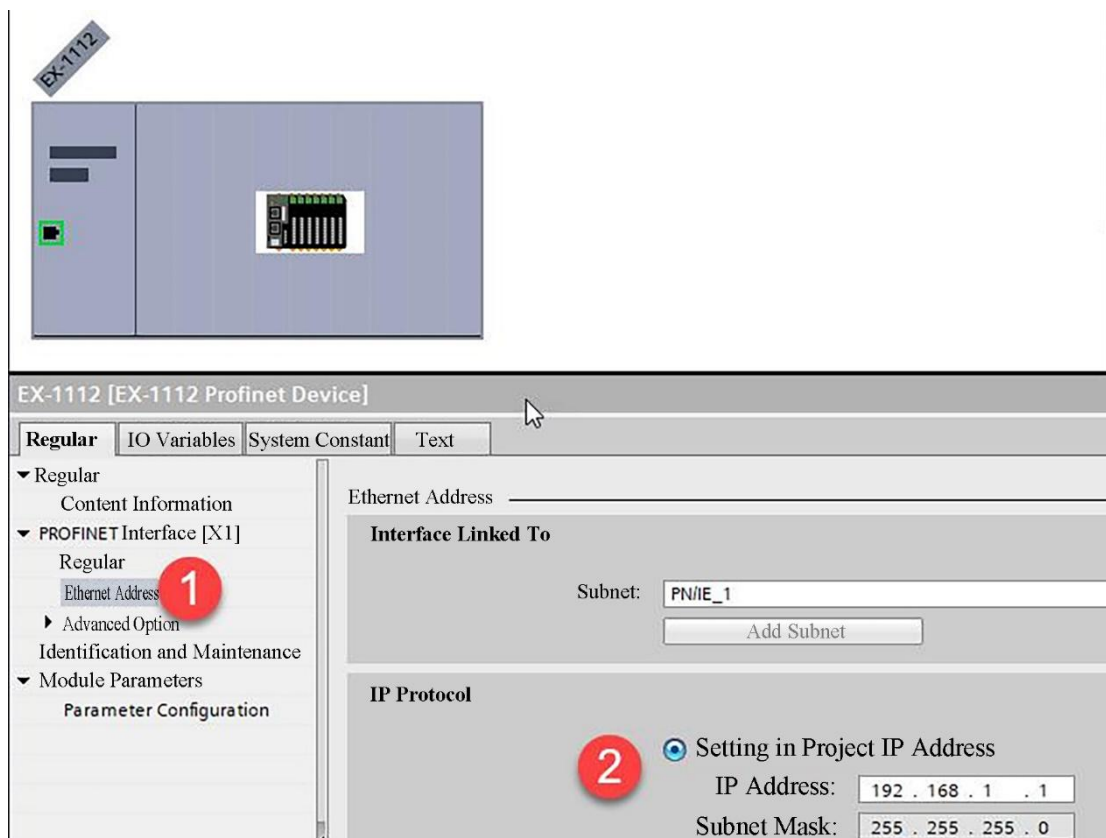 EX-1112
EX-1112 [EX-1112 Profinet Device]
Regular IO Variables System Constant Text
Regular
Content Information
PROFINET Interface [X1]
Regular
Ethernet Address
1
Advanced Option
Identification and Maintenance
Module Parameters
Parameter Configuration
Ethernet Address
Interface Linked To
Subnet: PN/IE_1
Add Subnet
IP Protocol
2
Setting in Project IP Address
IP Address: 192 . 168 . 1 . 1
Subnet Mask: 255 . 255 . 255 . 0